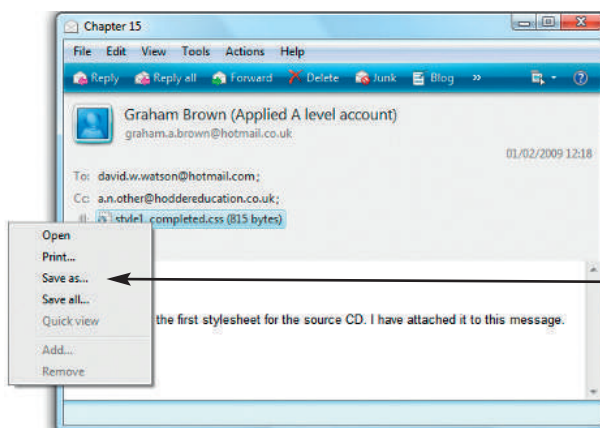 Chapter 15
File Edit View Tools Actions Help
Reply Reply all Forward Delete Junk Blog »
Graham Brown (Applied A level account)
graham.a.brown@hotmail.co.uk
01/02/2009 12:18
To: david.w.watson@hotmail.com;
Cc: a.n.other@hoddereducation.co.uk;
style1_completed.css (815 bytes)
Open
Print...
Save as...
Save all...
Quick view
Add...
Remove
the first stylesheet for the source CD. I have attached it to this message.